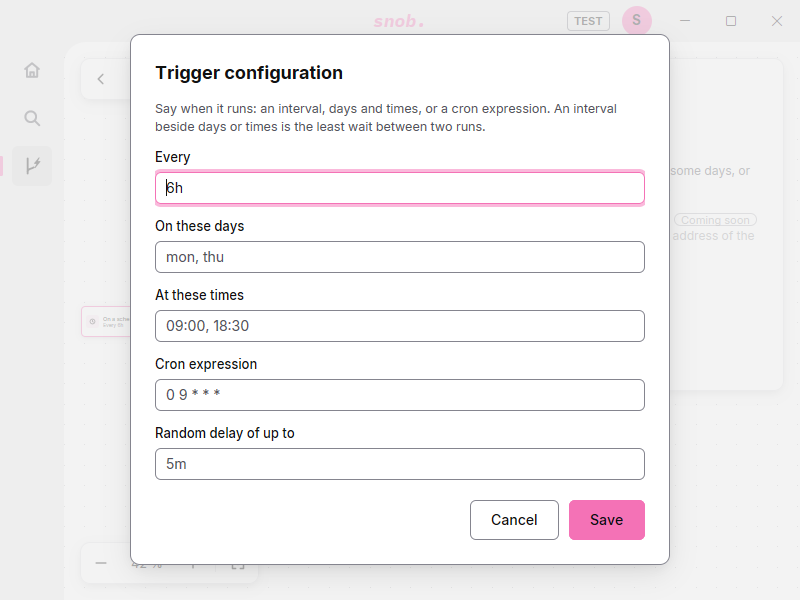 snob.
TEST
S
Trigger configuration
Say when it runs: an interval, days and times, or a cron expression. An interval
beside days or times is the least wait between two runs.
Every
6h
On these days
mon, thu
At these times
09:00, 18:30
Cron expression
0 9 * * *
Random delay of up to
5m
Cancel
Save
some days, or
Coming soon
address of the
On a sche